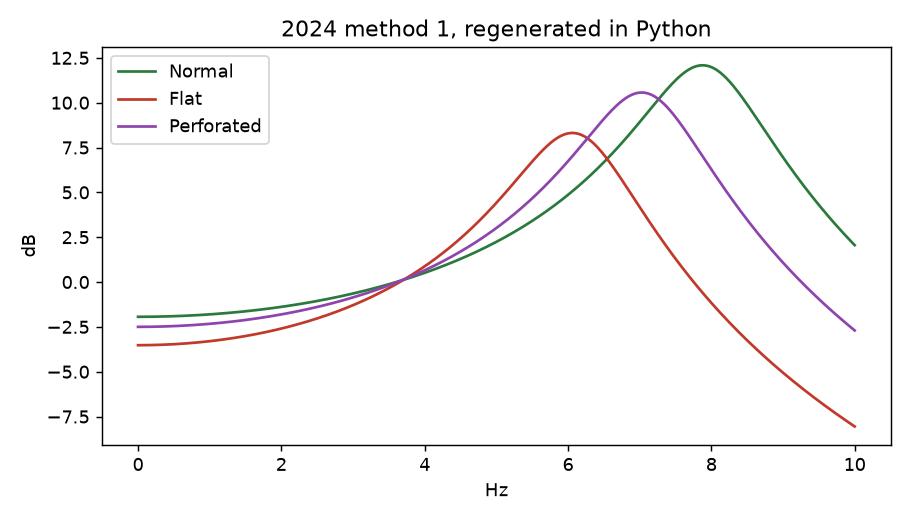 2024 method 1, regenerated in Python
Normal
Flat
Perforated
12.5
10.0
7.5
5.0
2.5
0.0
−2.5
−5.0
−7.5
dB
0 2 4 6 8 10
Hz